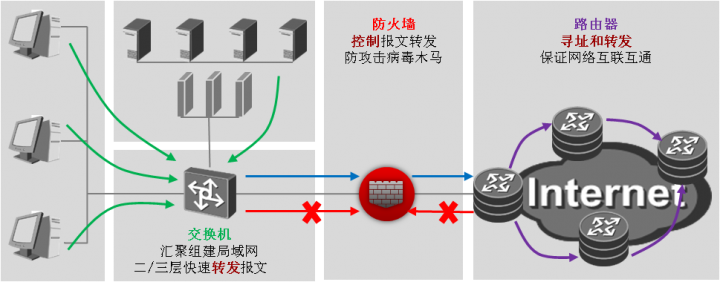 防火墙
控制报文转发
防攻击病毒木马
路由器
寻址和转发
保证网络互联互通
Internet
交换机
汇聚组建局域网
二/三层快速转发报文